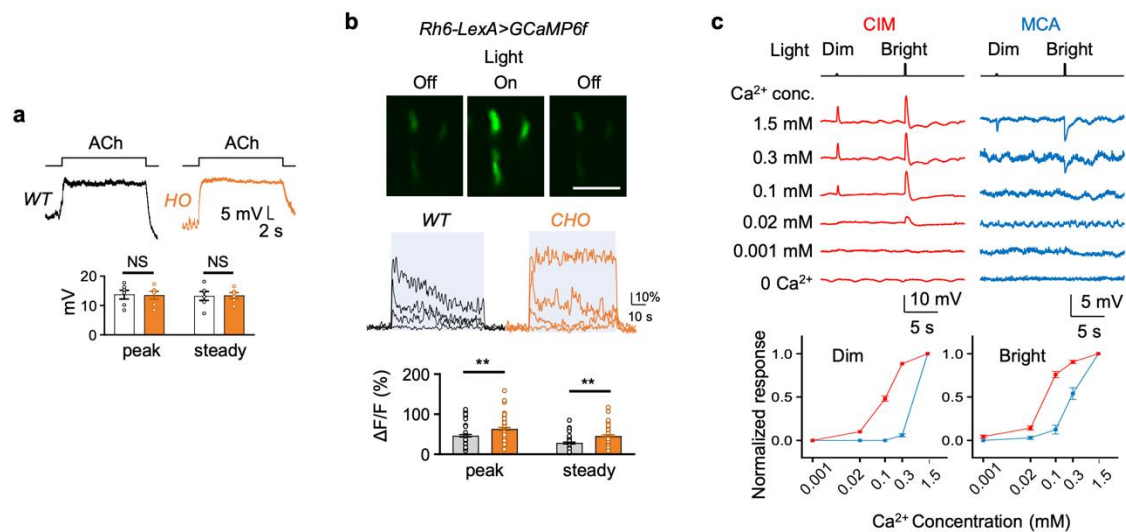 a
ACh
ACh
WT
HO
5 mV
2 s
NS
NS
20
10
0
mV
peak
steady
b
Rh6-LexA>GCaMP6f
Light
Off
On
Off
WT
CHO
10%
10 s
**
**
200
100
0
ΔF/F (%)
peak
steady
c
CIM
MCA
Light
Dim
Bright
Dim
Bright
Ca²⁺ conc.
1.5 mM
0.3 mM
0.1 mM
0.02 mM
0.001 mM
0 Ca²⁺
10 mV
5 s
5 mV
5 s
Normalized response
Dim
1.0
0.5
0.0
0.001
0.02
0.1
0.3
1.5
Bright
1.0
0.5
0.0
0.001
0.02
0.1
0.3
1.5
Ca²⁺ Concentration (mM)